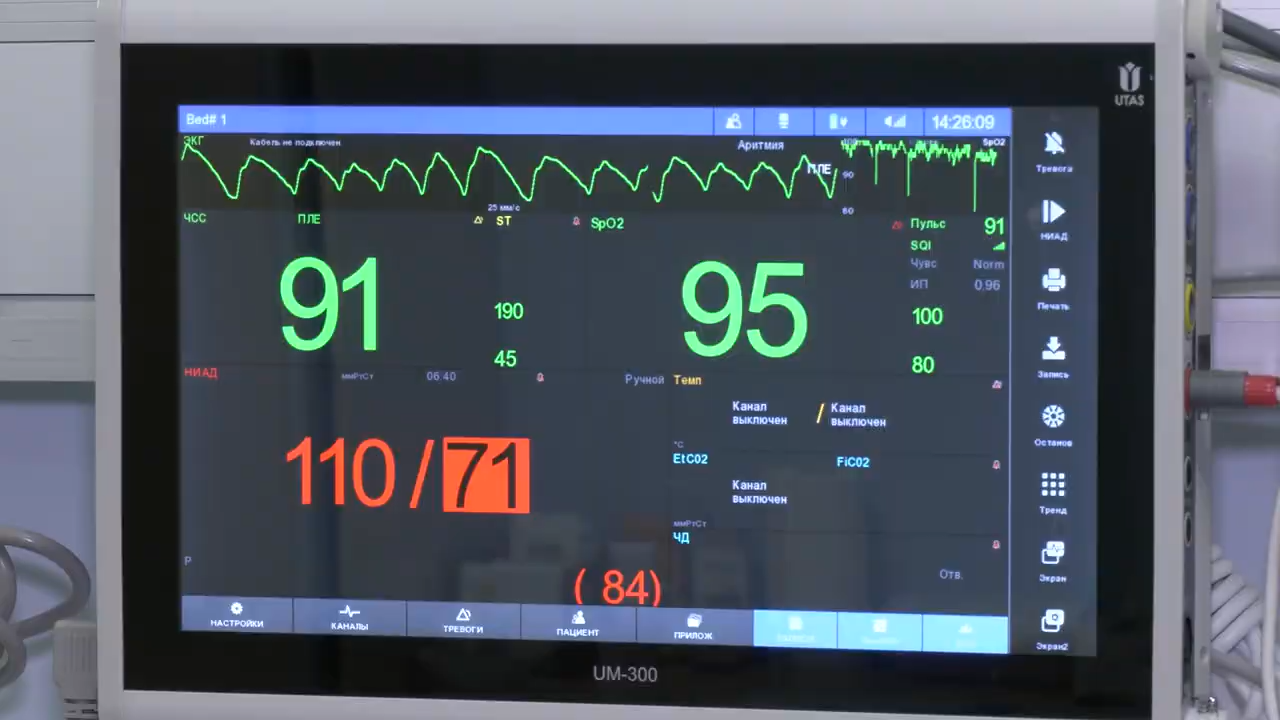 UTAS
Bed# 1
14:26:09
ЭКГ
Кабель не подключен
Аритмия
ПЛЕ
SpO2
90
60
25 мм/с
ЧСС
ПЛЕ
ST
SpO2
Пульс
91
SQI
Чувс
Norm
ИП
0.96
91
190
45
95
100
80
НИАД
ммРтСт
06:40
Ручной
Темп
Канал
выключен
/
Канал
выключен
110 / 71
°C
EtCO2
FiCO2
Канал
выключен
ммРтСт
ЧД
P
( 84)
Отв.
НАСТРОЙКИ
КАНАЛЫ
ТРЕВОГИ
ПАЦИЕНТ
ПРИЛОЖ
Тревога
НИАД
Печать
Запись
Останов
Тренд
Экран
Экран2
UM-300